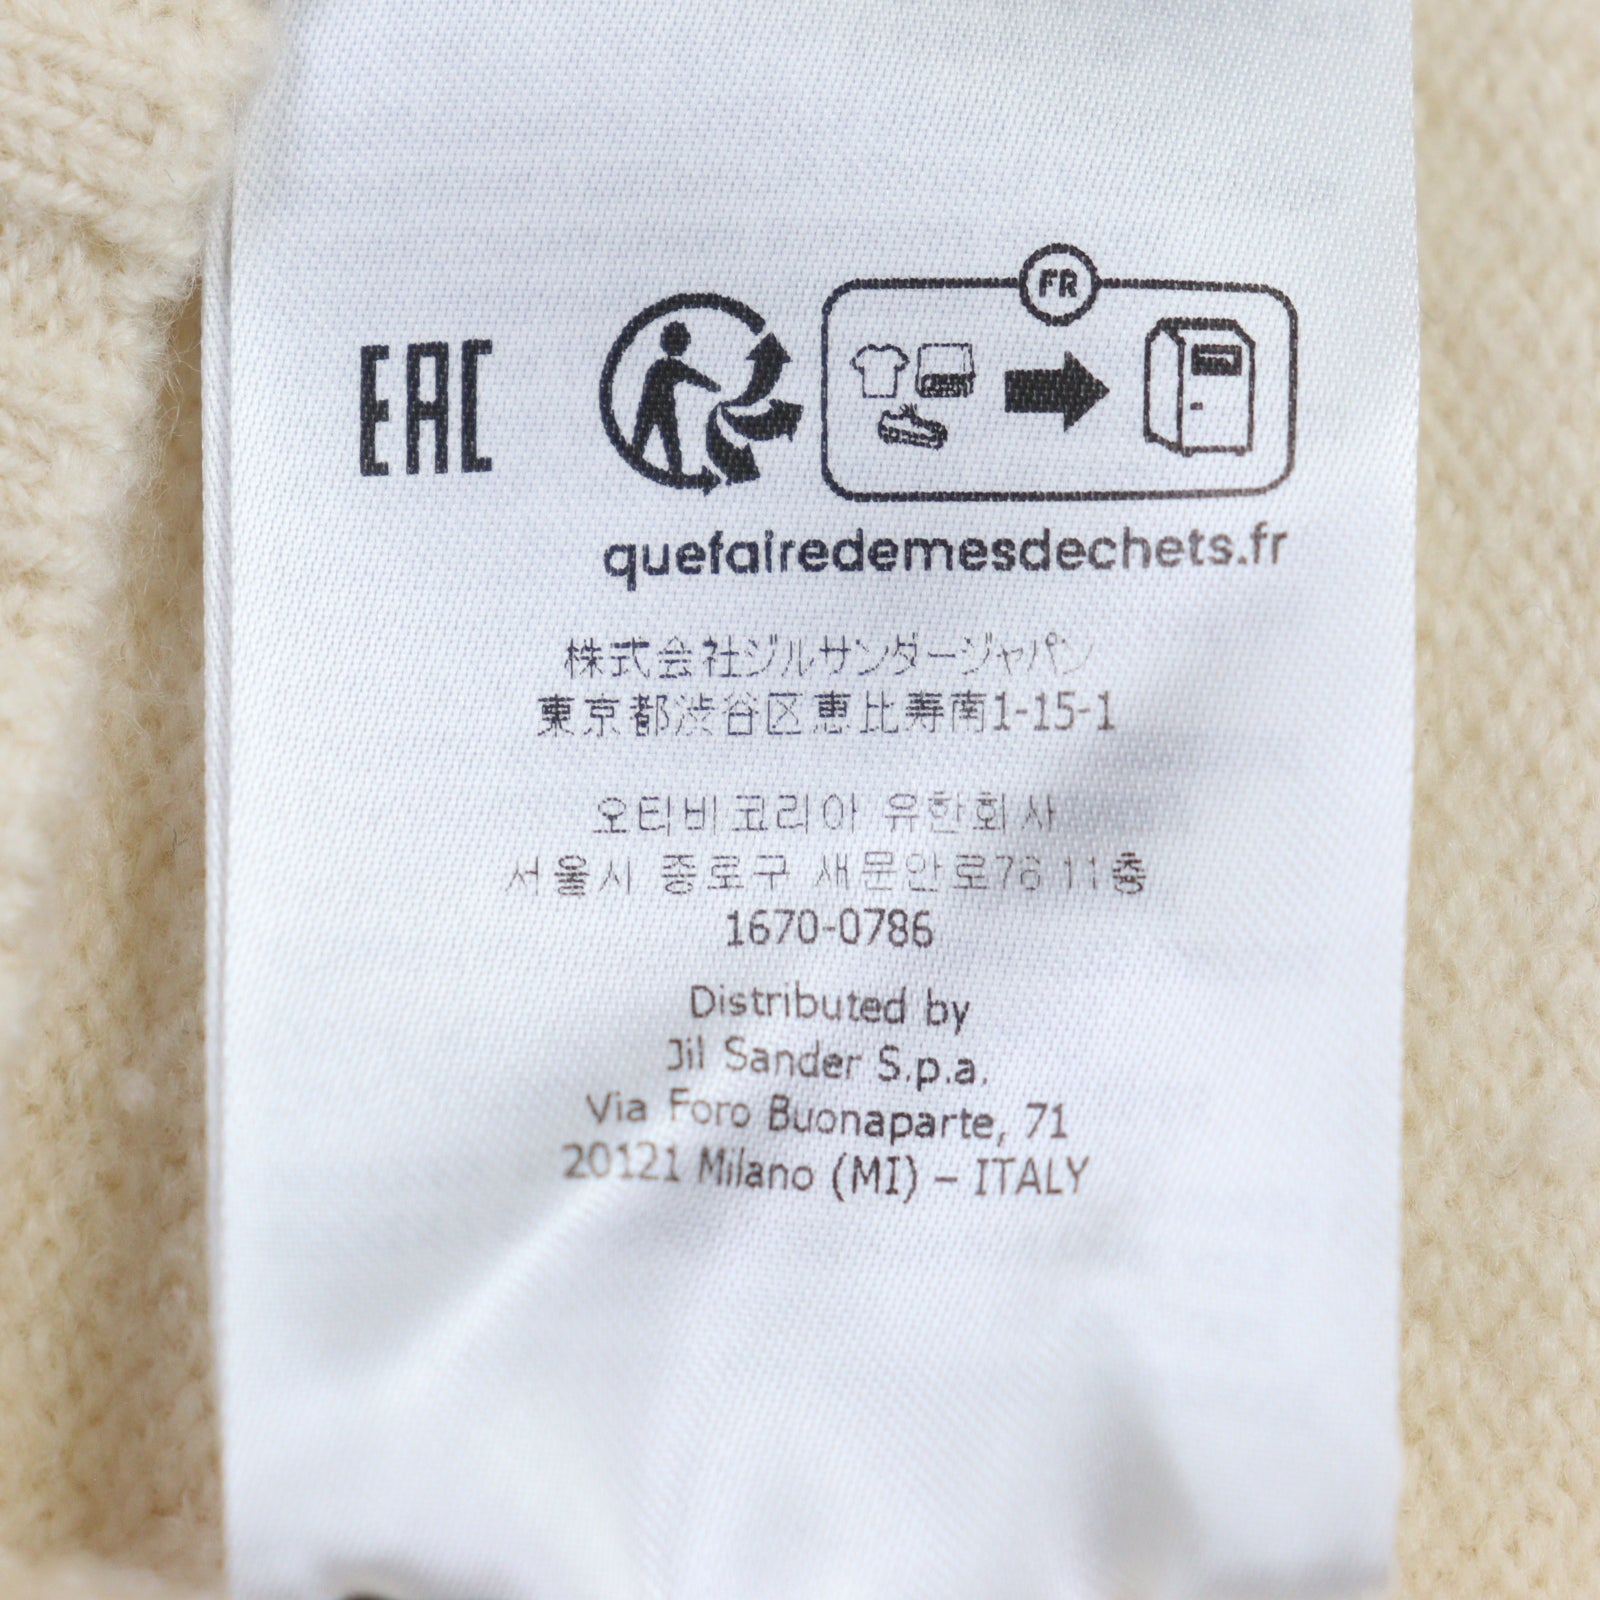 EAC
FR
quefairedemesdechets.fr
株式会社ジルサンダージャパン
東京都渋谷区恵比寿南1-15-1
오티비코리아 유한회사
서울시 종로구 새문안로76 11층
1670-0786
Distributed by
Jil Sander S.p.a.
Via Foro Buonaparte, 71
20121 Milano (MI) – ITALY